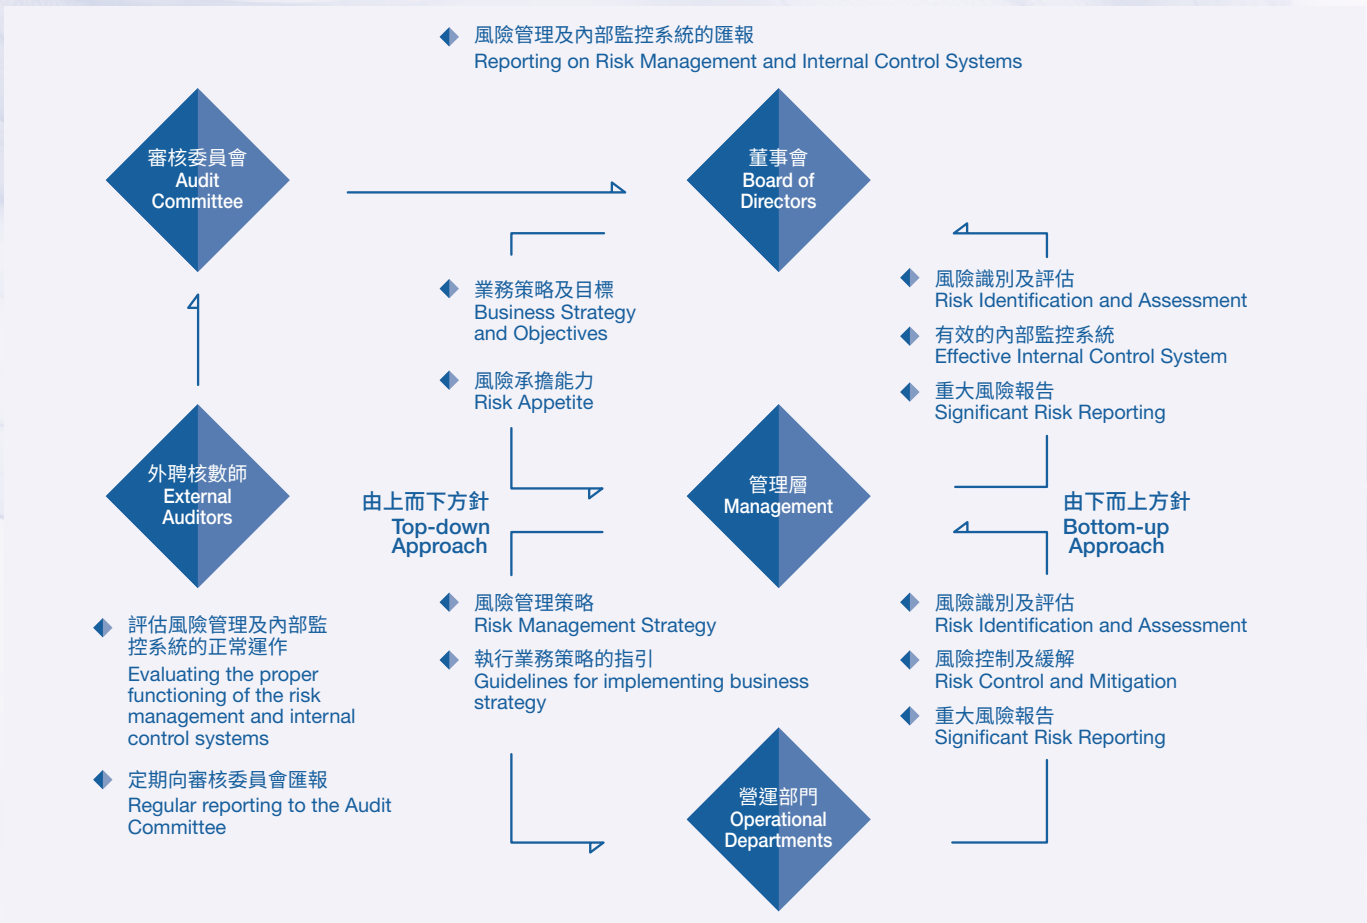 風險管理及內部監控系統的匯報
Reporting on Risk Management and Internal Control Systems
審核委員會
Audit
Committee
董事會
Board of
Directors
業務策略及目標
Business Strategy
and Objectives
風險承擔能力
Risk Appetite
風險識別及評估
Risk Identification and Assessment
有效的內部監控系統
Effective Internal Control System
重大風險報告
Significant Risk Reporting
外聘核數師
External
Auditors
由上而下方針
Top-down
Approach
管理層
Management
由下而上方針
Bottom-up
Approach
評估風險管理及內部監
控系統的正常運作
Evaluating the proper
functioning of the risk
management and internal
control systems
定期向審核委員會匯報
Regular reporting to the Audit
Committee
風險管理策略
Risk Management Strategy
執行業務策略的指引
Guidelines for implementing business
strategy
風險識別及評估
Risk Identification and Assessment
風險控制及緩解
Risk Control and Mitigation
重大風險報告
Significant Risk Reporting
營運部門
Operational
Departments